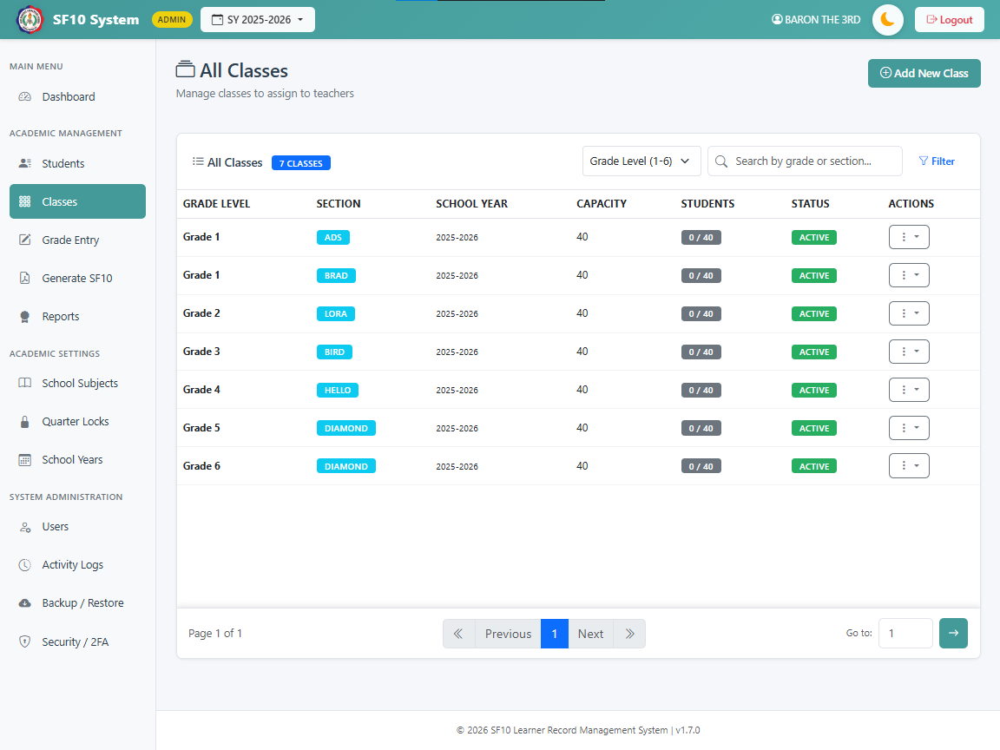 SF10 System ADMIN SY 2025-2026 BARON THE 3RD Logout
MAIN MENU
Dashboard
ACADEMIC MANAGEMENT
Students
Classes
Grade Entry
Generate SF10
Reports
ACADEMIC SETTINGS
School Subjects
Quarter Locks
School Years
SYSTEM ADMINISTRATION
Users
Activity Logs
Backup / Restore
Security / 2FA
All Classes
Manage classes to assign to teachers
Add New Class
All Classes 7 CLASSES Grade Level (1-6) Search by grade or section... Filter
GRADE LEVEL SECTION SCHOOL YEAR CAPACITY STUDENTS STATUS ACTIONS
Grade 1 ADS 2025-2026 40 0 / 40 ACTIVE
Grade 1 BRAD 2025-2026 40 0 / 40 ACTIVE
Grade 2 LORA 2025-2026 40 0 / 40 ACTIVE
Grade 3 BIRD 2025-2026 40 0 / 40 ACTIVE
Grade 4 HELLO 2025-2026 40 0 / 40 ACTIVE
Grade 5 DIAMOND 2025-2026 40 0 / 40 ACTIVE
Grade 6 DIAMOND 2025-2026 40 0 / 40 ACTIVE
Page 1 of 1 « Previous 1 Next » Go to: 1 →
© 2026 SF10 Learner Record Management System | v1.7.0